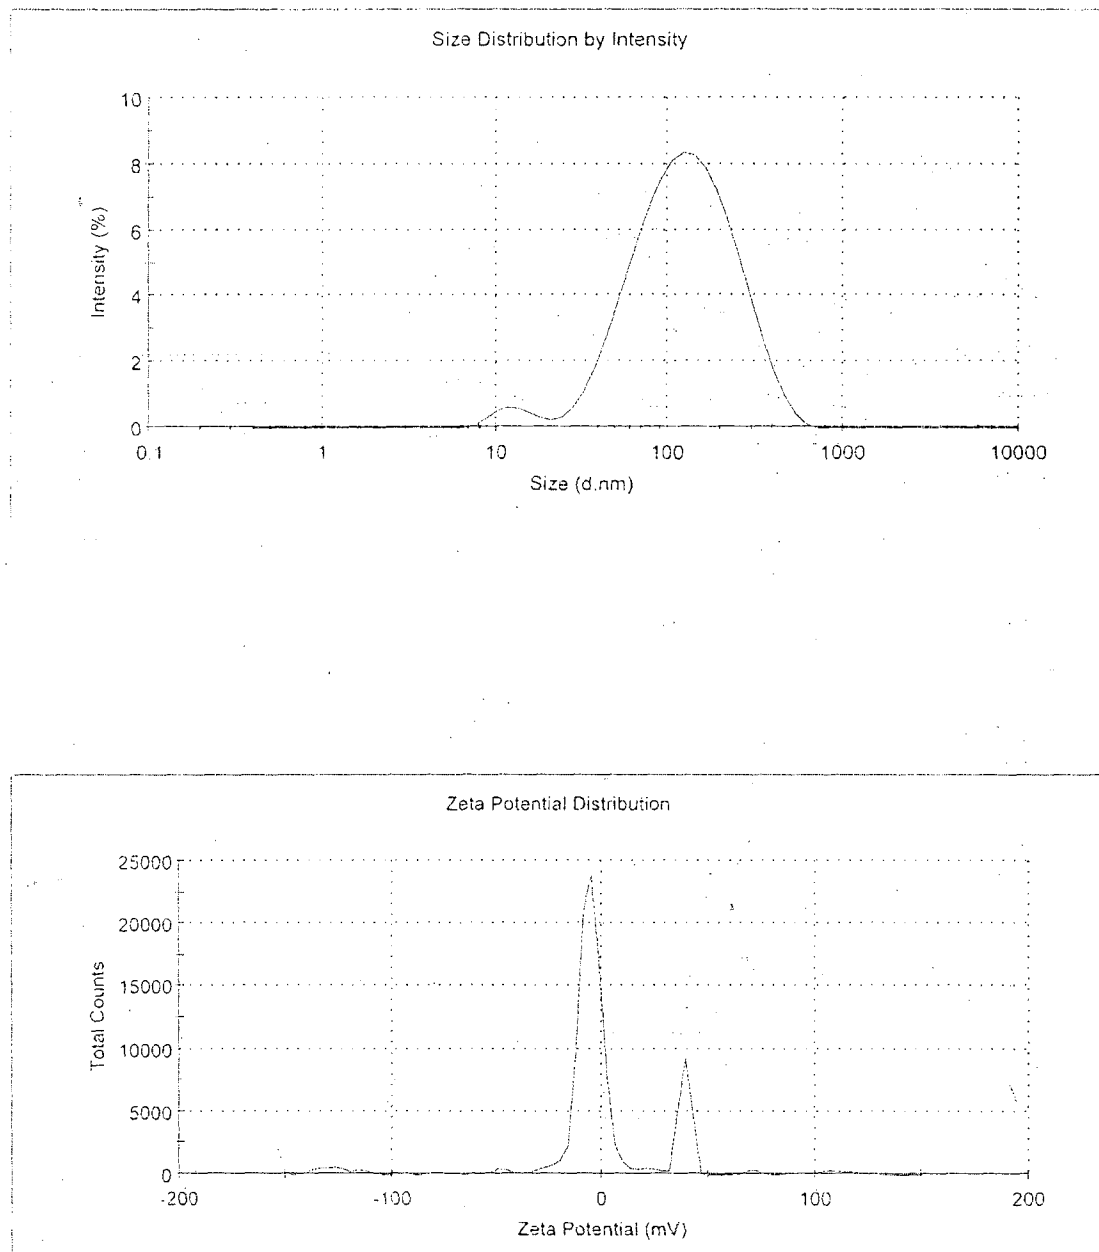 Size Distribution by Intensity
10
8
6
4
2
0
Intensity (%)
0.1 1 10 100 1000 10000
Size (d.nm)
Zeta Potential Distribution
25000
20000
15000
10000
5000
0
Total Counts
-200 -100 0 100 200
Zeta Potential (mV)